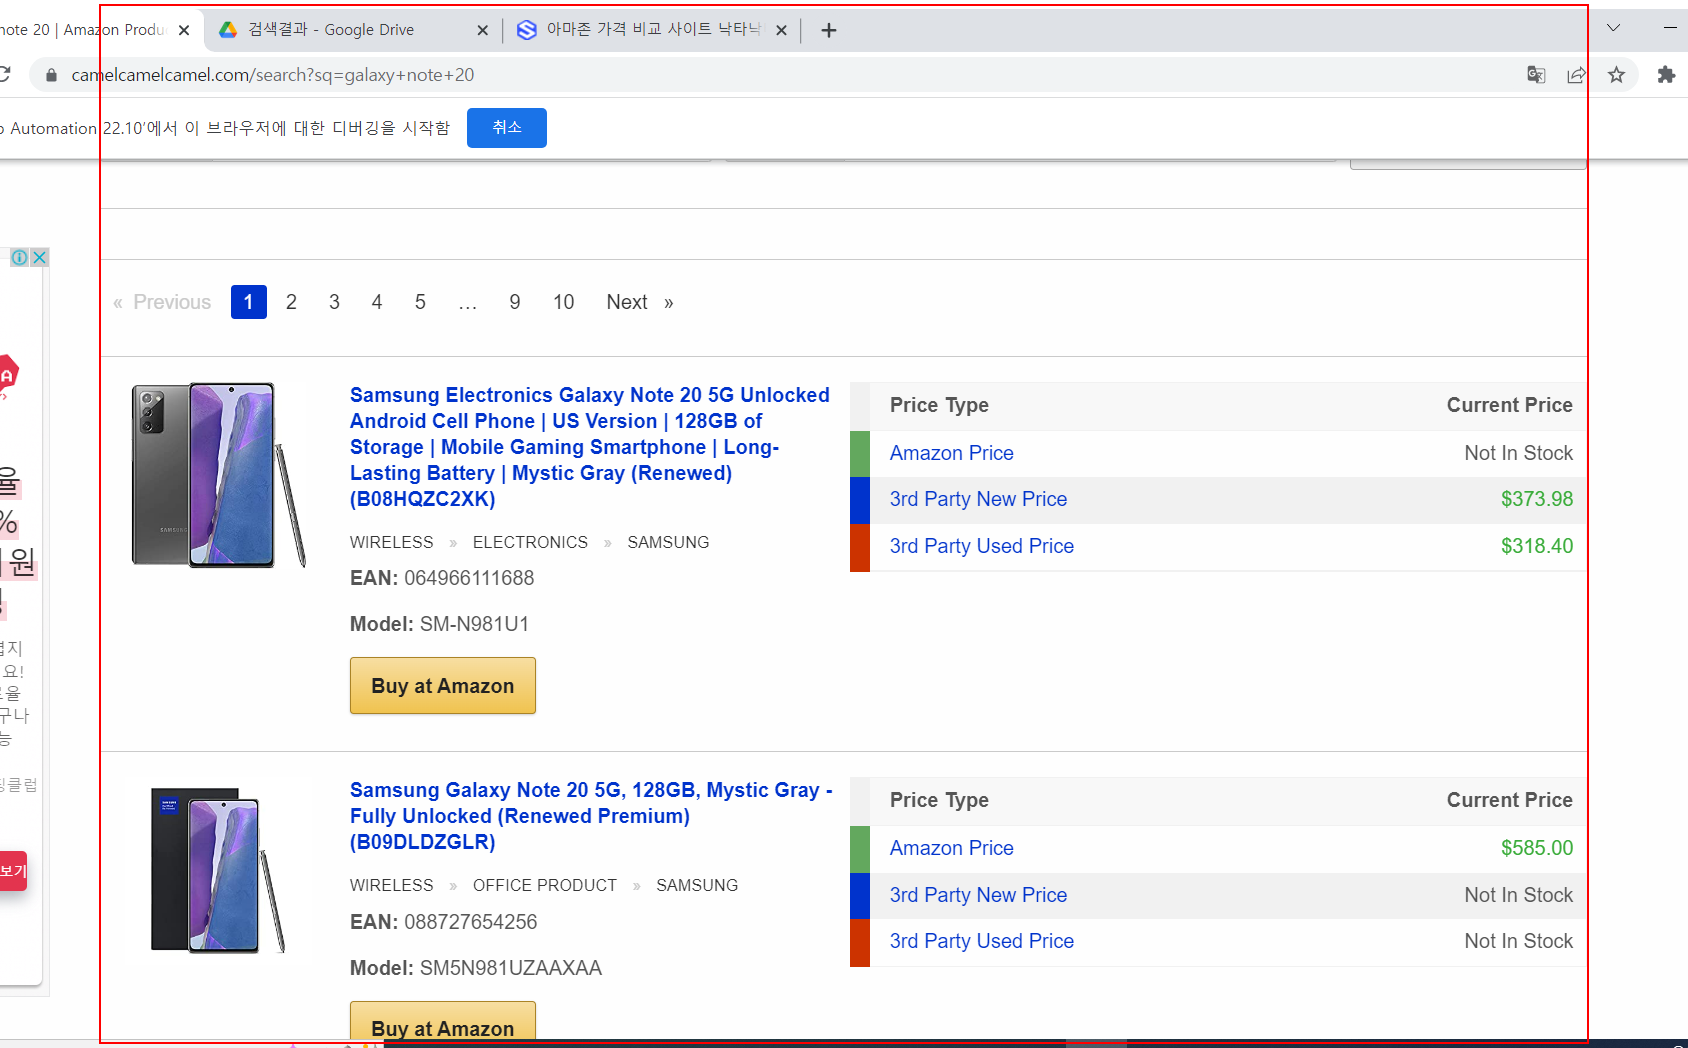 note 20 | Amazon Produ
검색결과 - Google Drive
아마존 가격 비교 사이트 낙타낙
camelcamelcamel.com/search?sq=galaxy+note+20
Automation 22.10'에서 이 브라우저에 대한 디버깅을 시작함
취소
« Previous 1 2 3 4 5 ... 9 10 Next »
Samsung Electronics Galaxy Note 20 5G Unlocked
Android Cell Phone | US Version | 128GB of
Storage | Mobile Gaming Smartphone | Long-
Lasting Battery | Mystic Gray (Renewed)
(B08HQZC2XK)
WIRELESS » ELECTRONICS » SAMSUNG
EAN: 064966111688
Model: SM-N981U1
Buy at Amazon
Price Type Current Price
Amazon Price Not In Stock
3rd Party New Price $373.98
3rd Party Used Price $318.40
Samsung Galaxy Note 20 5G, 128GB, Mystic Gray -
Fully Unlocked (Renewed Premium)
(B09DLDZGLR)
WIRELESS » OFFICE PRODUCT » SAMSUNG
EAN: 088727654256
Model: SM5N981UZAAXAA
Buy at Amazon
Price Type Current Price
Amazon Price $585.00
3rd Party New Price Not In Stock
3rd Party Used Price Not In Stock
율
%
원
요!
구나
능
보기